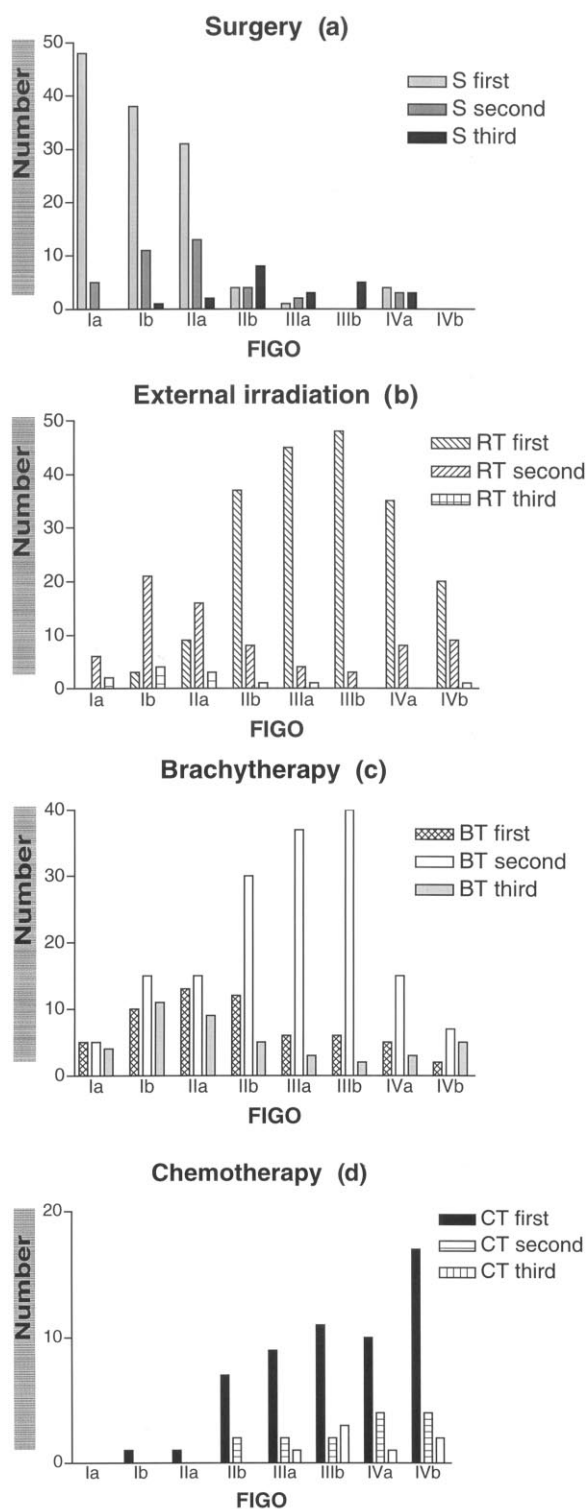 Surgery (a)
Number
50
40
30
20
10
0
S first
S second
S third
Ia Ib IIa IIb IIIa IIIb IVa IVb
FIGO
External irradiation (b)
Number
50
40
30
20
10
0
RT first
RT second
RT third
Ia Ib IIa IIb IIIa IIIb IVa IVb
FIGO
Brachytherapy (c)
Number
40
30
20
10
0
BT first
BT second
BT third
Ia Ib IIa IIb IIIa IIIb IVa IVb
FIGO
Chemotherapy (d)
Number
20
10
0
CT first
CT second
CT third
Ia Ib IIa IIb IIIa IIIb IVa IVb
FIGO